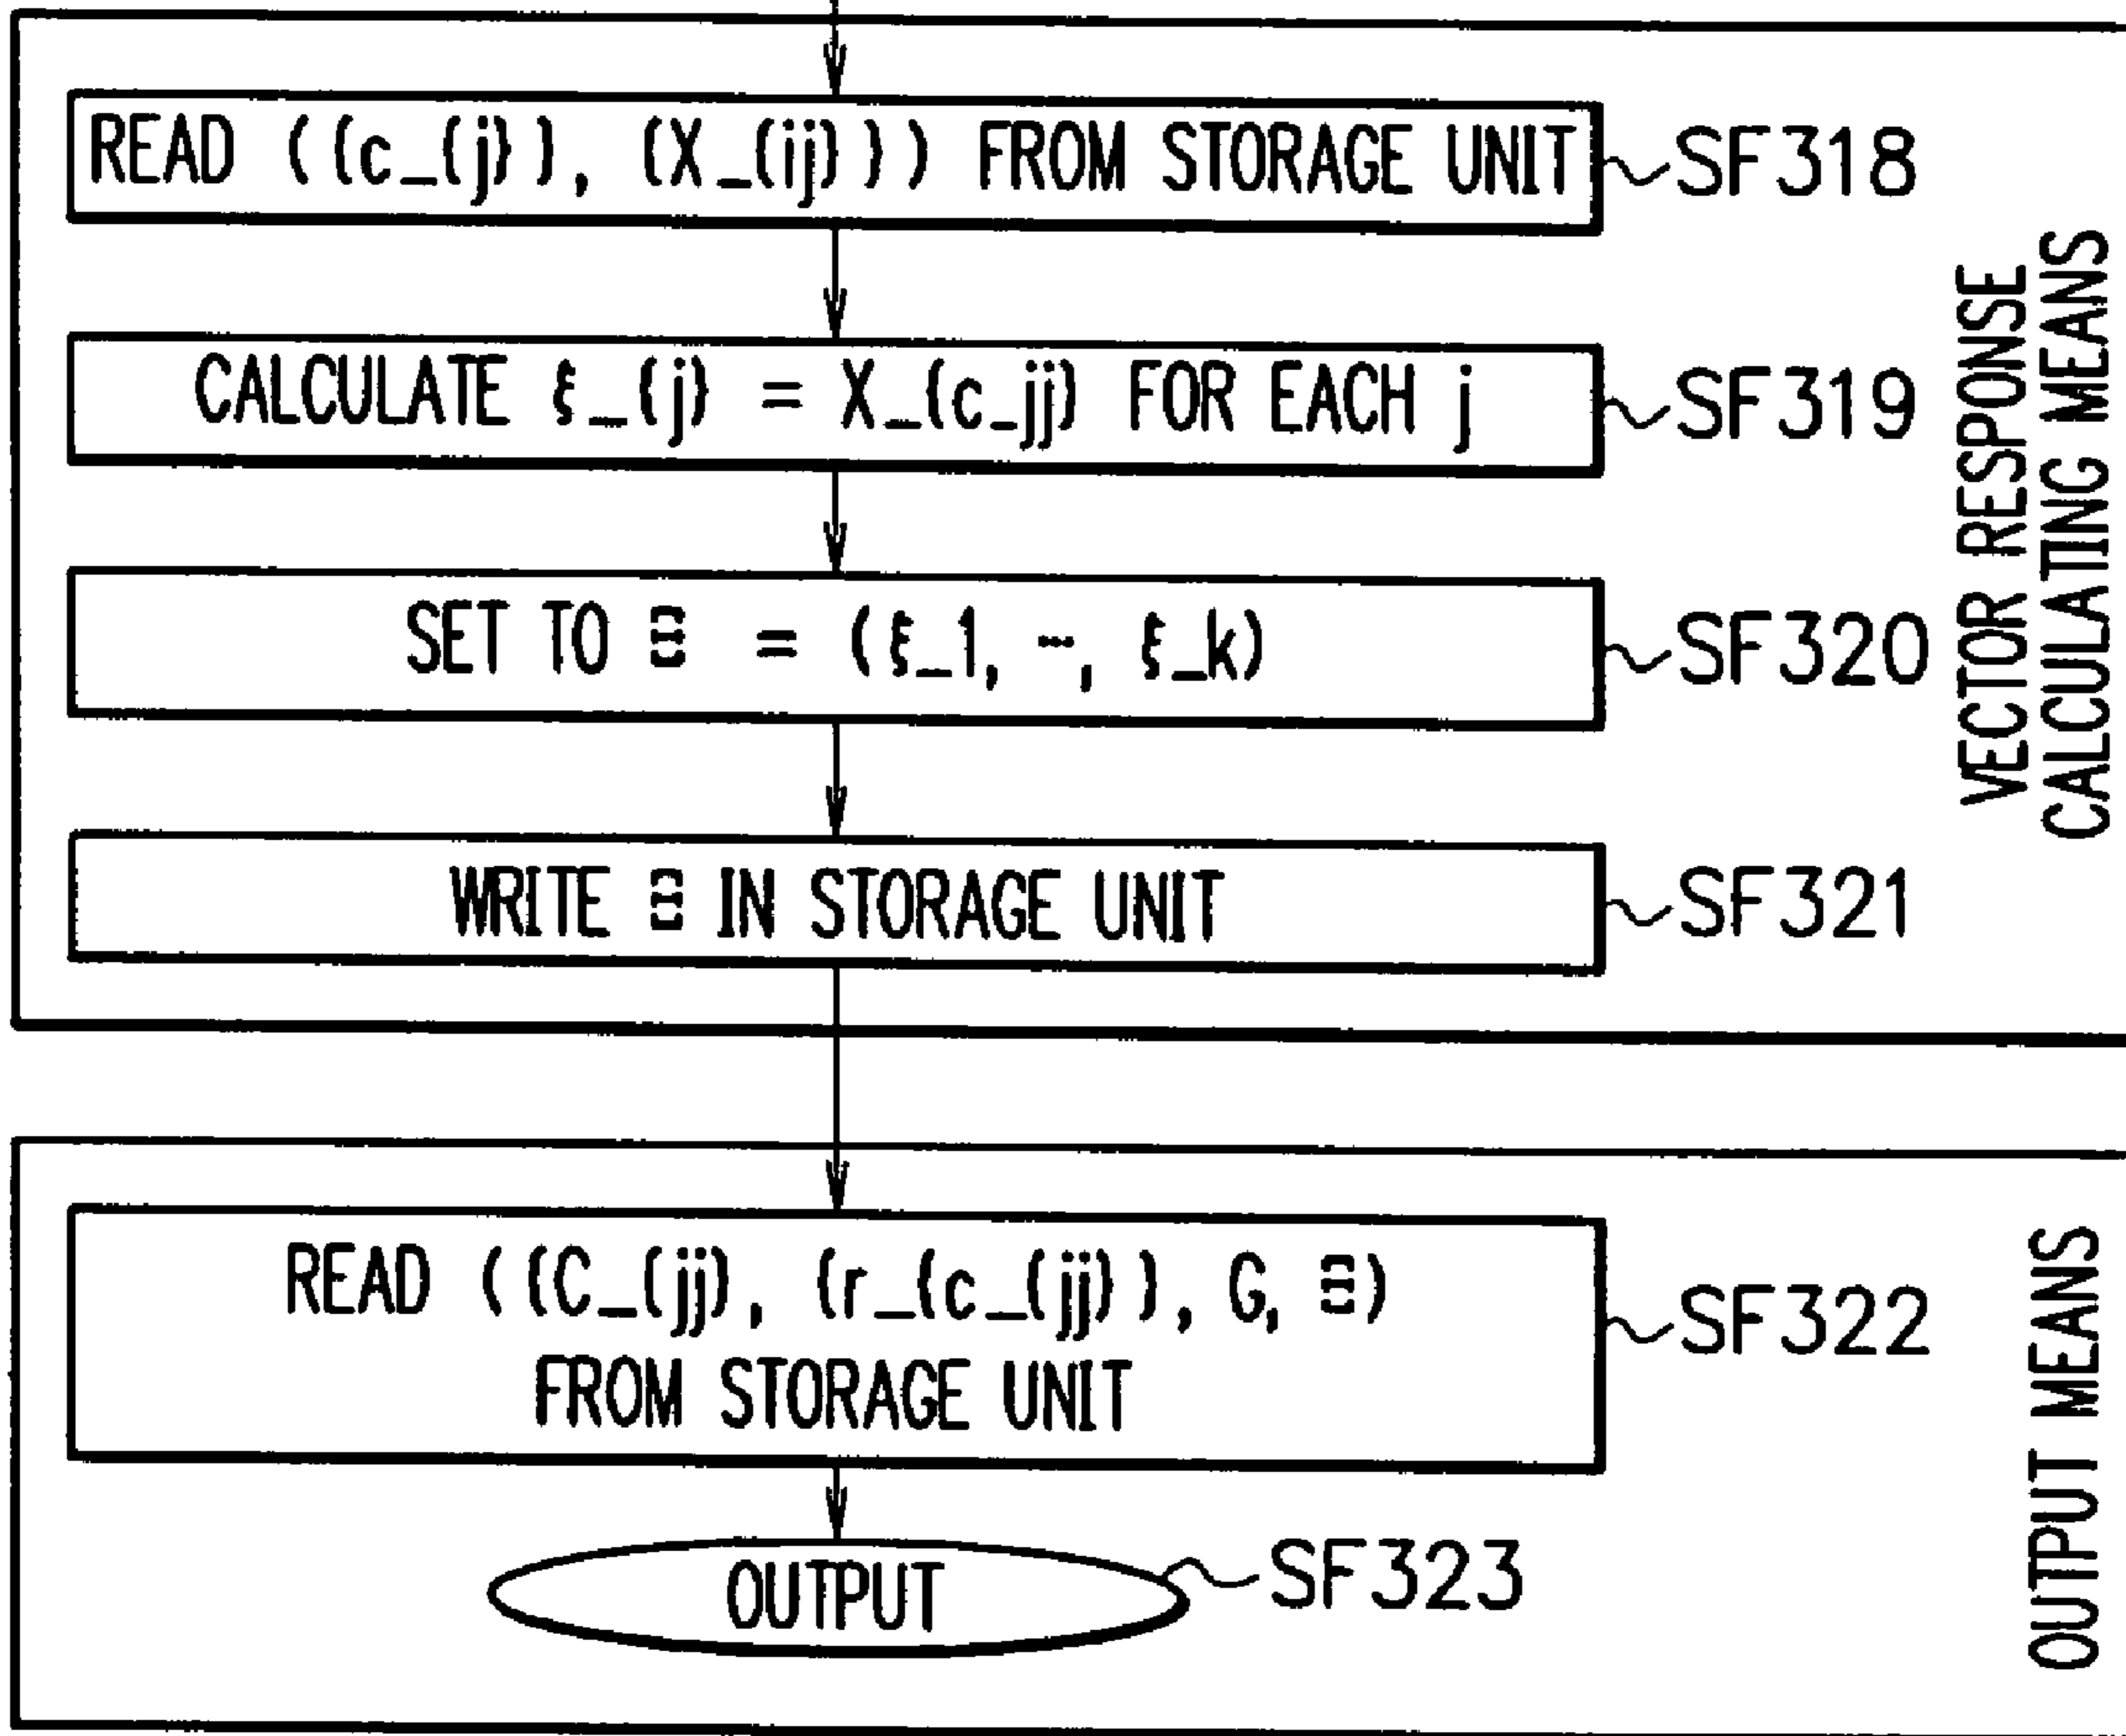 READ ((c_(j)), (X_(ij))) FROM STORAGE UNIT
SF318
CALCULATE ξ_(j) = X_(c_jj) FOR EACH j
SF319
SET TO Ξ = (ξ_1, ~, ξ_k)
SF320
WRITE Ξ IN STORAGE UNIT
SF321
VECTOR RESPONSE
CALCULATING MEANS
READ ((C_(jj), (r_(c_(jj)), G, Ξ)
FROM STORAGE UNIT
SF322
OUTPUT
SF323
OUTPUT MEANS